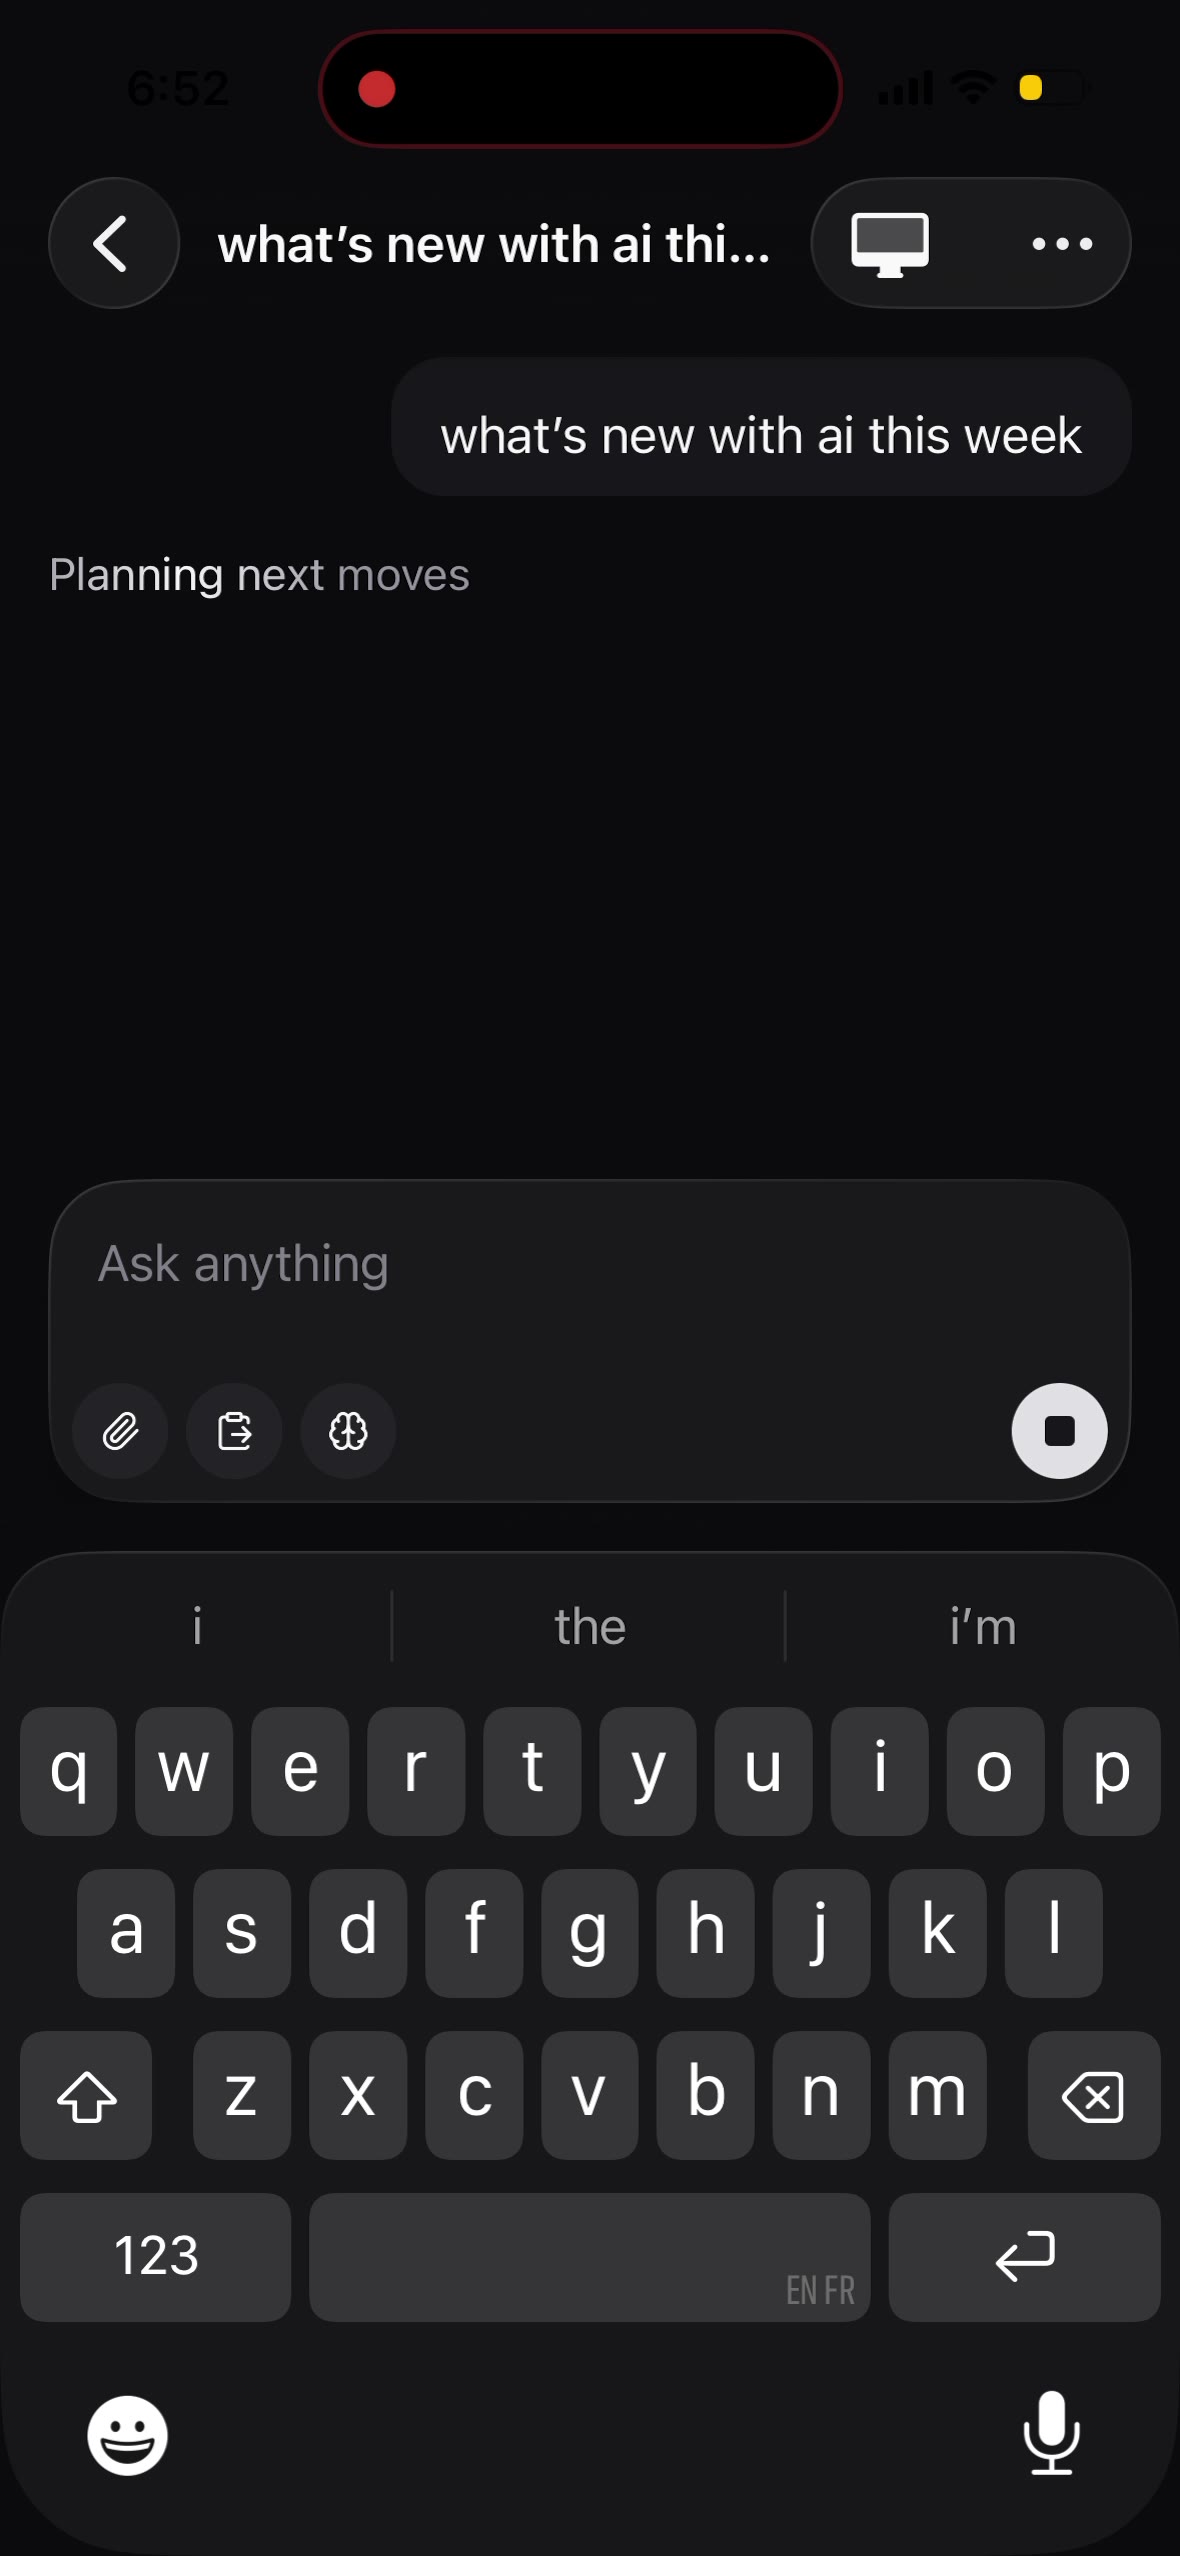 6:52
what's new with ai thi...
what's new with ai this week
Planning next moves
Ask anything
i the i'm
q w e r t y u i o p
a s d f g h j k l
z x c v b n m
123 EN FR